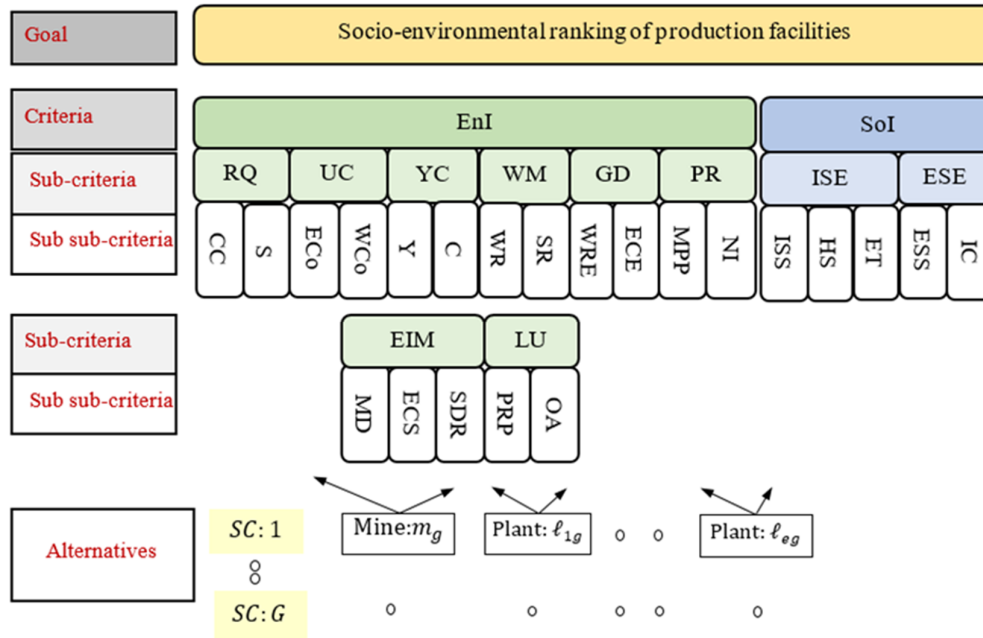 Goal
Socio-environmental ranking of production facilities
Criteria
EnI
SoI
Sub-criteria
RQ
UC
YC
WM
GD
PR
ISE
ESE
Sub sub-criteria
CC
S
ECo
WCo
Y
C
WR
SR
WRE
ECE
MPP
NI
ISS
HS
ET
ESS
IC
Sub-criteria
EIM
LU
Sub sub-criteria
MD
ECS
SDR
PRP
OA
Alternatives
SC: 1
Mine:m_g
Plant: ℓ_1g
Plant: ℓ_eg
SC: G